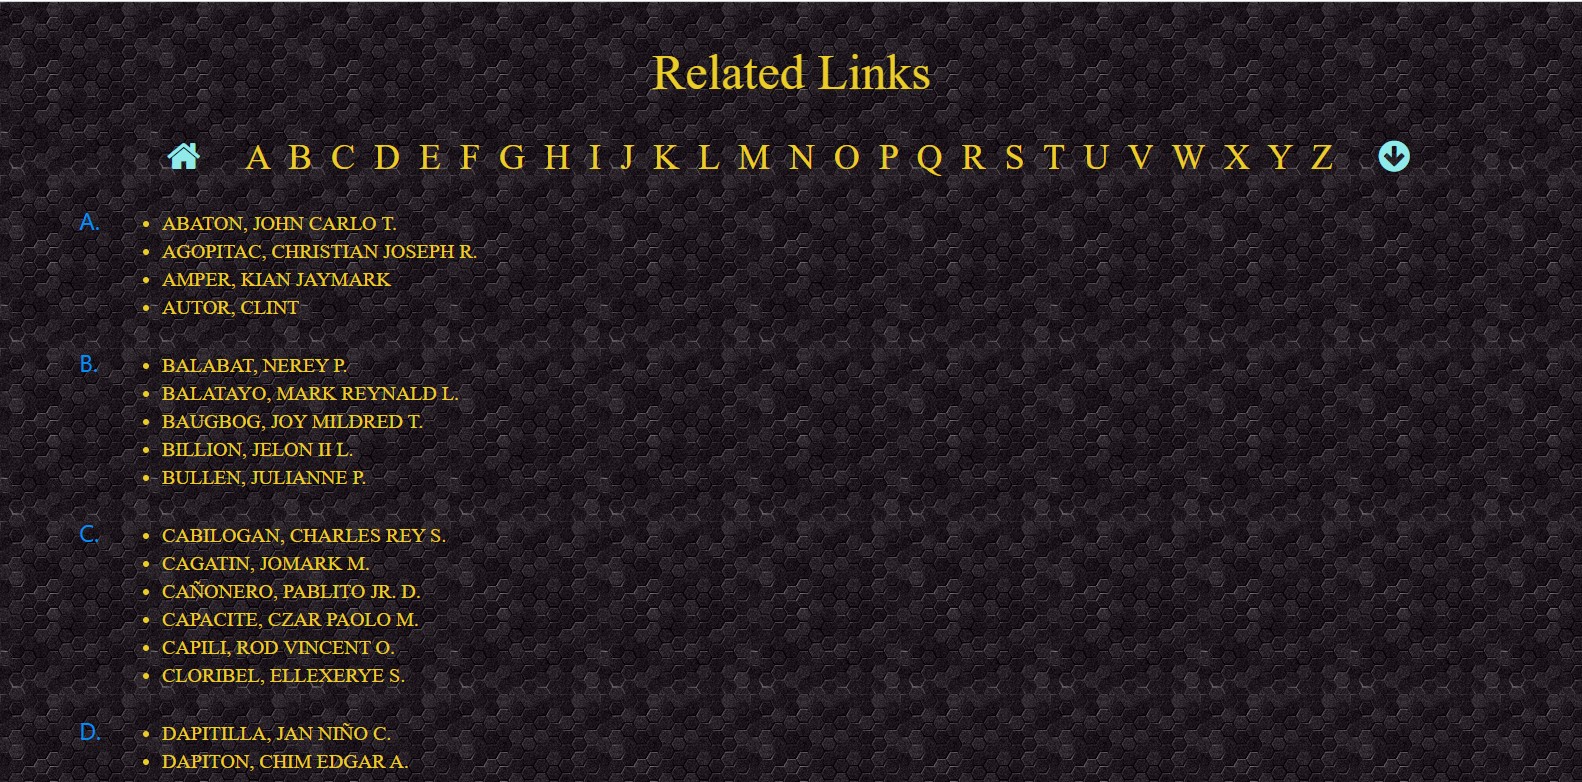 Related Links
A B C D E F G H I J K L M N O P Q R S T U V W X Y Z
A.
ABATON, JOHN CARLO T.
AGOPITAC, CHRISTIAN JOSEPH R.
AMPER, KIAN JAYMARK
AUTOR, CLINT
B.
BALABAT, NEREY P.
BALATAYO, MARK REYNALD L.
BAUGBOG, JOY MILDRED T.
BILLION, JELON II L.
BULLEN, JULIANNE P.
C.
CABILOGAN, CHARLES REY S.
CAGATIN, JOMARK M.
CAÑONERO, PABLITO JR. D.
CAPACITE, CZAR PAOLO M.
CAPILI, ROD VINCENT O.
CLORIBEL, ELLEXERYE S.
D.
DAPITILLA, JAN NIÑO C.
DAPITON, CHIM EDGAR A.